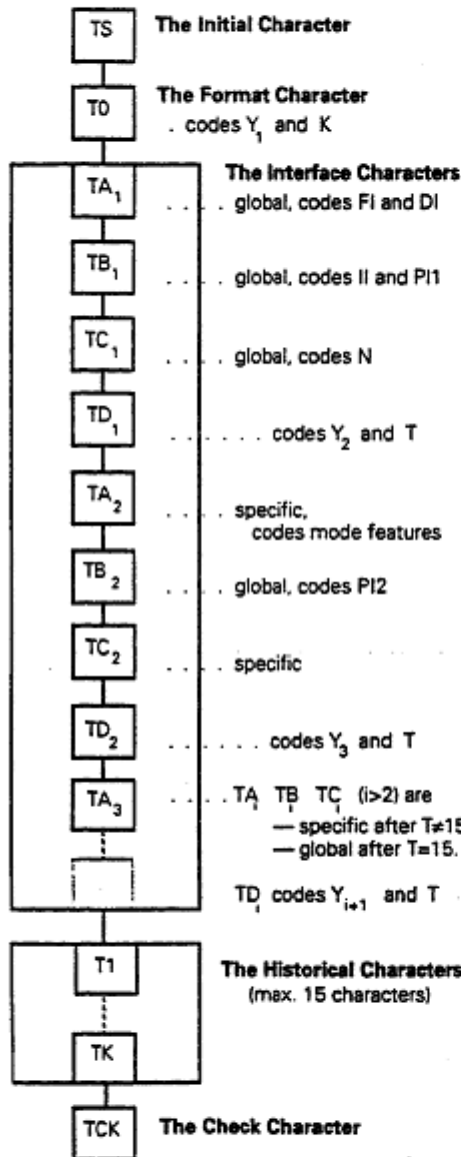 TS The Initial Character
T0 The Format Character
. codes Y₁ and K
The Interface Characters
TA₁ . . . . global, codes FI and DI
TB₁ . . . . global, codes II and PI1
TC₁ . . . . global, codes N
TD₁ . . . . . . . codes Y₂ and T
TA₂ . . . . specific,
codes mode features
TB₂ . . . . global, codes PI2
TC₂ . . . . specific
TD₂ . . . . . . . codes Y₃ and T
TA₃ . . . . TAᵢ TBᵢ TCᵢ (i>2) are
— specific after T≠15
— global after T=15.
TDᵢ codes Yᵢ₊₁ and T
T1 The Historical Characters
(max. 15 characters)
TK
TCK The Check Character